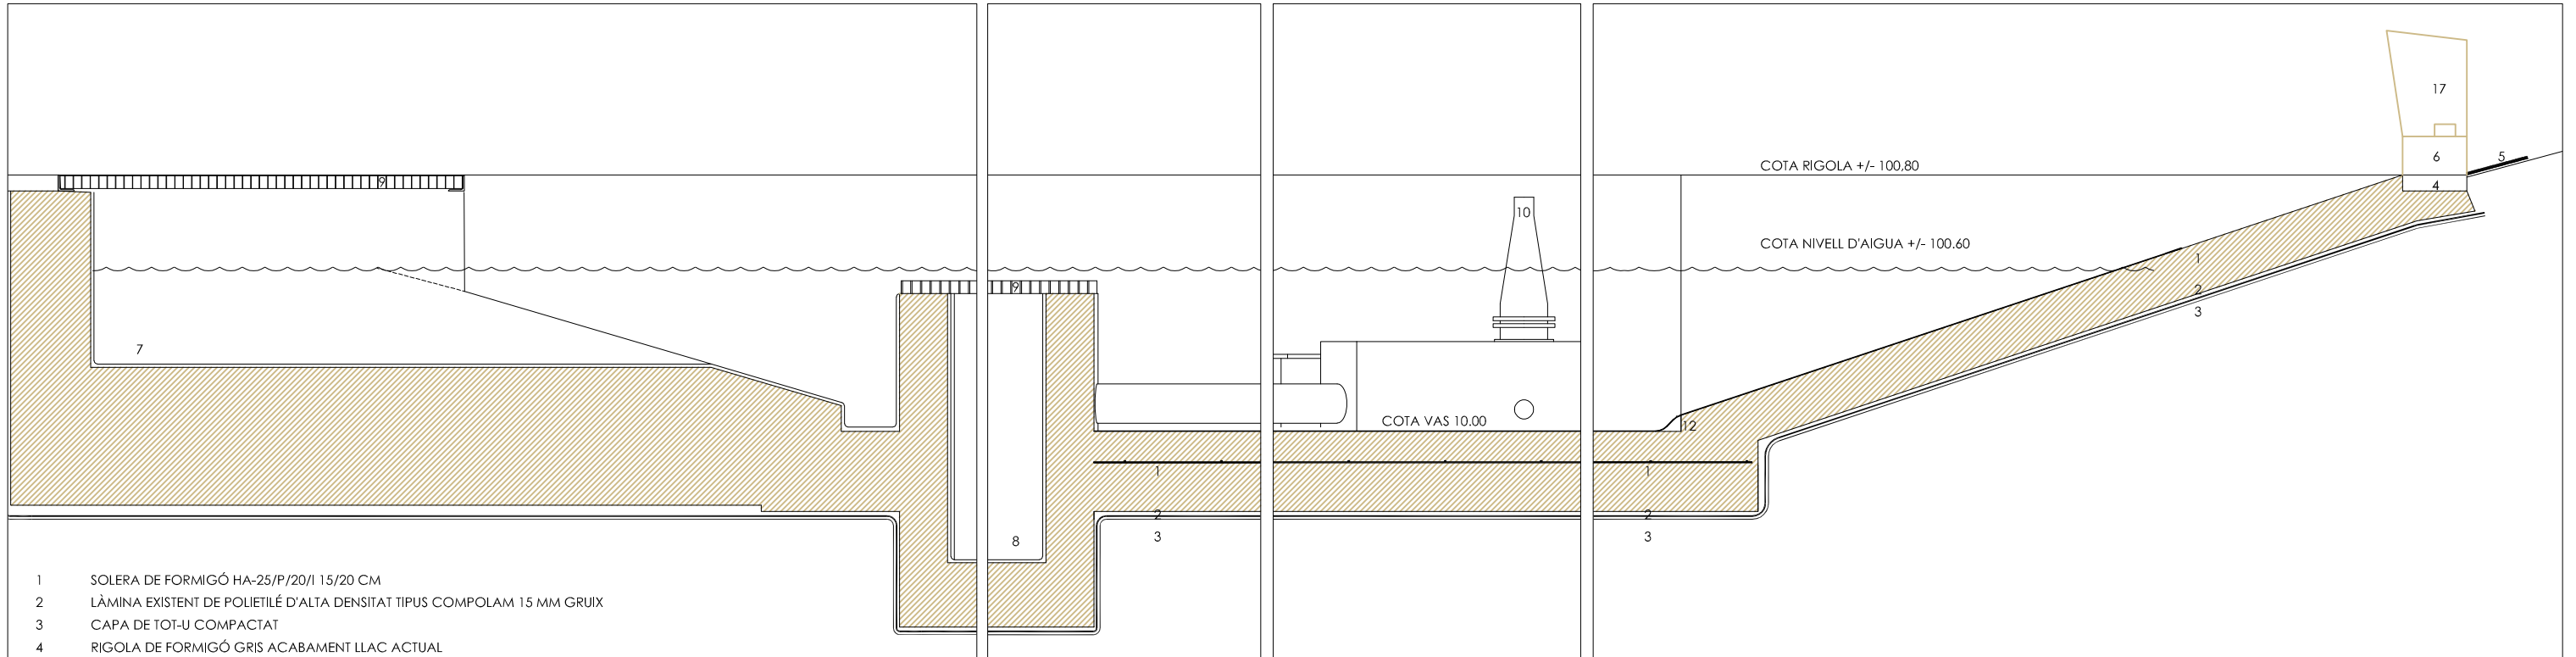 17
COTA RIGOLA +/- 100,80
6
5
9
4
10
COTA NIVELL D'AIGUA +/- 100.60
1
9
2
3
7
COTA VAS 10.00
12
1
1
2
2
3
3
8
1 SOLERA DE FORMIGÓ HA-25/P/20/I 15/20 CM
2 LÀMINA EXISTENT DE POLIETILÉ D'ALTA DENSITAT TIPUS COMPOLAM 15 MM GRUIX
3 CAPA DE TOT-U COMPACTAT
4 RIGOLA DE FORMIGÓ GRIS ACABAMENT LLAC ACTUAL